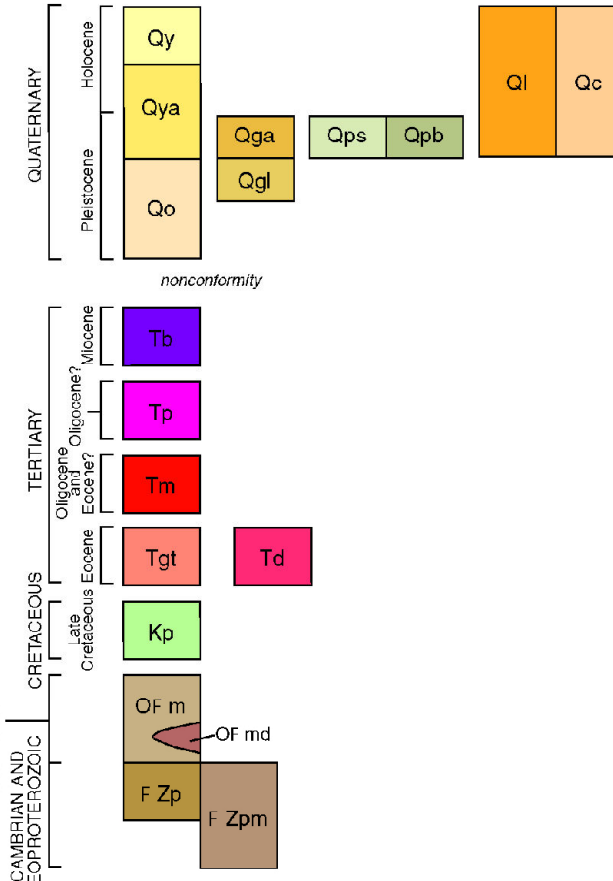 QUATERNARY
Holocene
Pleistocene
Qy
Qya
Qo
Qga
Qgl
Qps
Qpb
Ql
Qc
nonconformity
TERTIARY
Miocene
Tb
Oligocene?
Tp
Oligocene
and
Eocene?
Tm
Eocene
Tgt
Td
CRETACEOUS
Late
Cretaceous
Kp
OF m
OF md
CAMBRIAN AND
EOPROTEROZOIC
F Zp
F Zpm